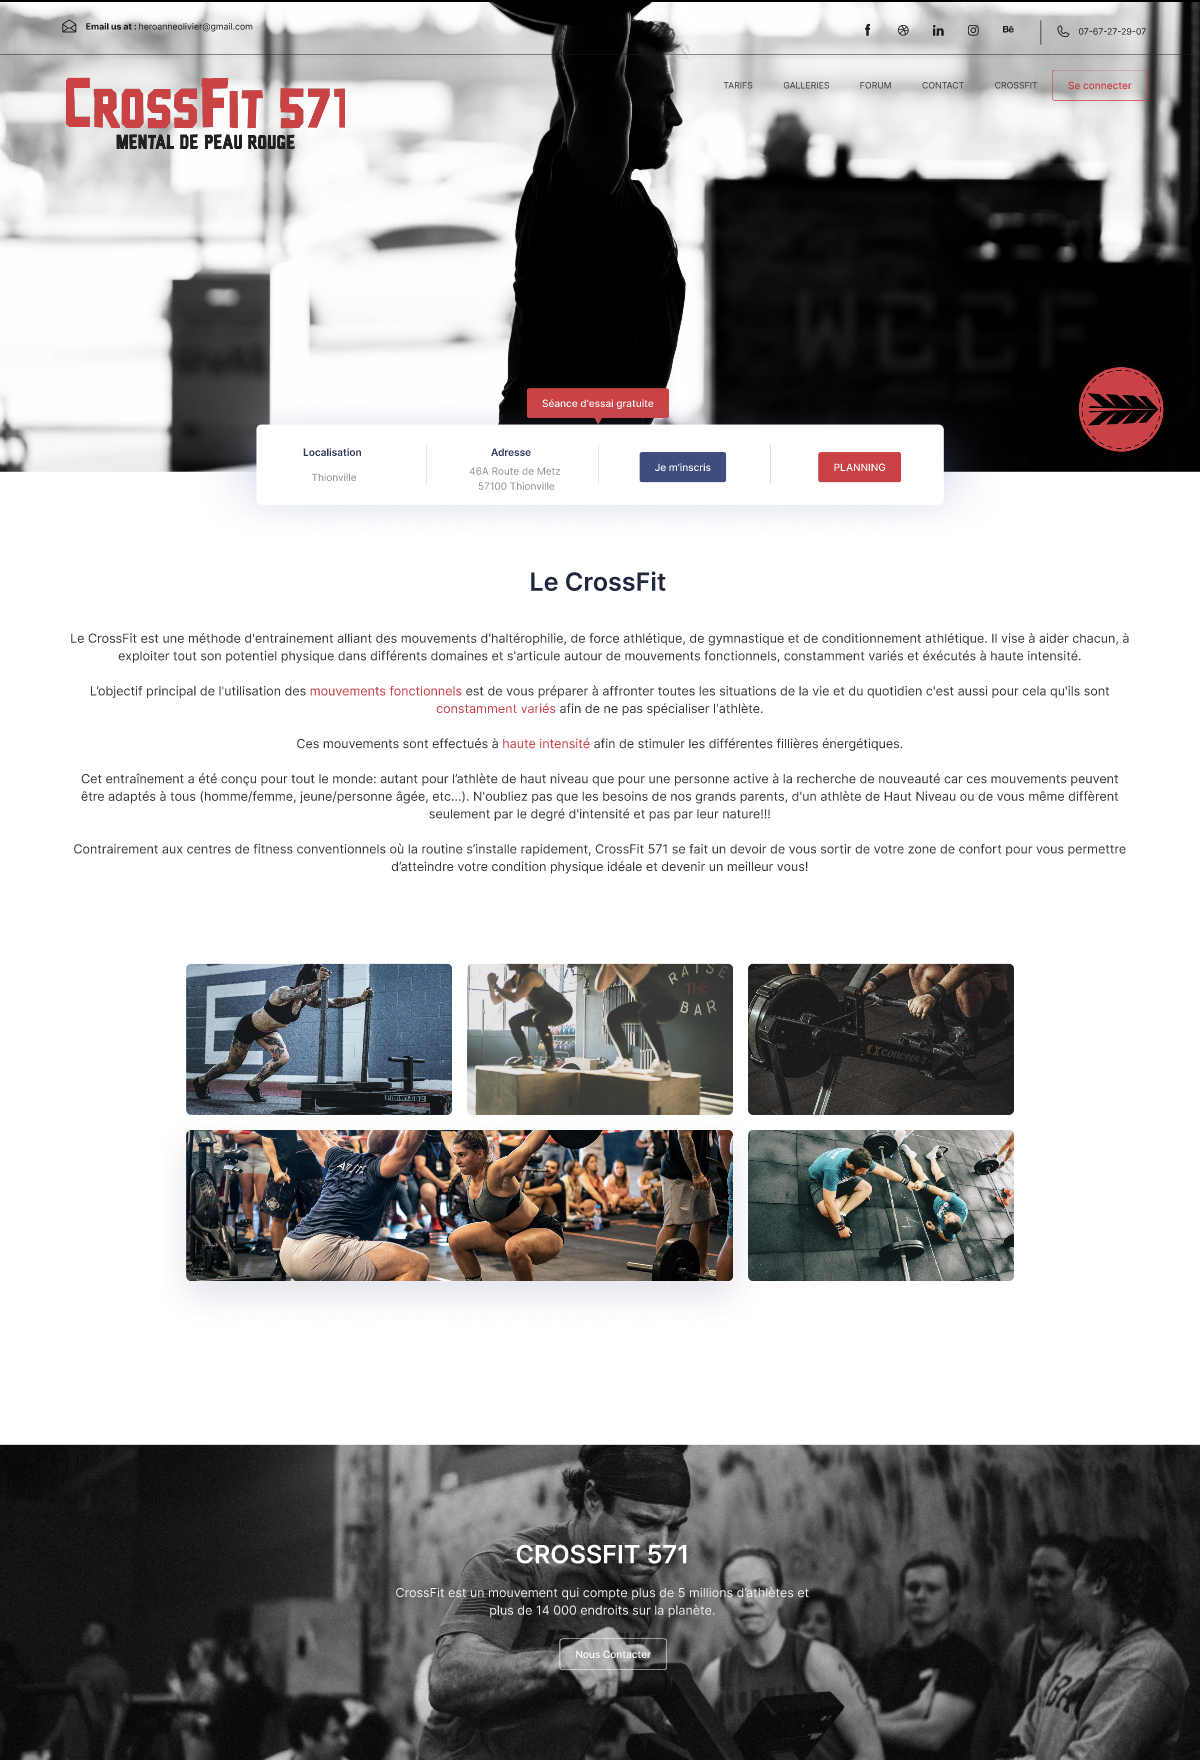 Email us at : heroanneolivier@gmail.com
Bē
07-67-27-29-07
CROSSFIT 571
MENTAL DE PEAU ROUGE
TARIFS GALLERIES FORUM CONTACT CROSSFIT Se connecter
WCCF
Séance d'essai gratuite
Localisation
Thionville
Adresse
46A Route de Metz
57100 Thionville
Je m'inscris
PLANNING
Le CrossFit
Le CrossFit est une méthode d'entrainement alliant des mouvements d'haltérophilie, de force athlétique, de gymnastique et de conditionnement athlétique. Il vise à aider chacun, à
exploiter tout son potentiel physique dans différents domaines et s'articule autour de mouvements fonctionnels, constamment variés et éxécutés à haute intensité.
L'objectif principal de l'utilisation des mouvements fonctionnels est de vous préparer à affronter toutes les situations de la vie et du quotidien c'est aussi pour cela qu'ils sont
constamment variés afin de ne pas spécialiser l'athlète.
Ces mouvements sont effectués à haute intensité afin de stimuler les différentes fillières énergétiques.
Cet entraînement a été conçu pour tout le monde: autant pour l'athlète de haut niveau que pour une personne active à la recherche de nouveauté car ces mouvements peuvent
être adaptés à tous (homme/femme, jeune/personne âgée, etc...). N'oubliez pas que les besoins de nos grands parents, d'un athlète de Haut Niveau ou de vous même diffèrent
seulement par le degré d'intensité et pas par leur nature!!!
Contrairement aux centres de fitness conventionnels où la routine s'installe rapidement, CrossFit 571 se fait un devoir de vous sortir de votre zone de confort pour vous permettre
d'atteindre votre condition physique idéale et devenir un meilleur vous!
RAISE
THE
BAR
concept2
CROSSFIT 571
CrossFit est un mouvement qui compte plus de 5 millions d'athlètes et
plus de 14 000 endroits sur la planète.
Nous Contacter